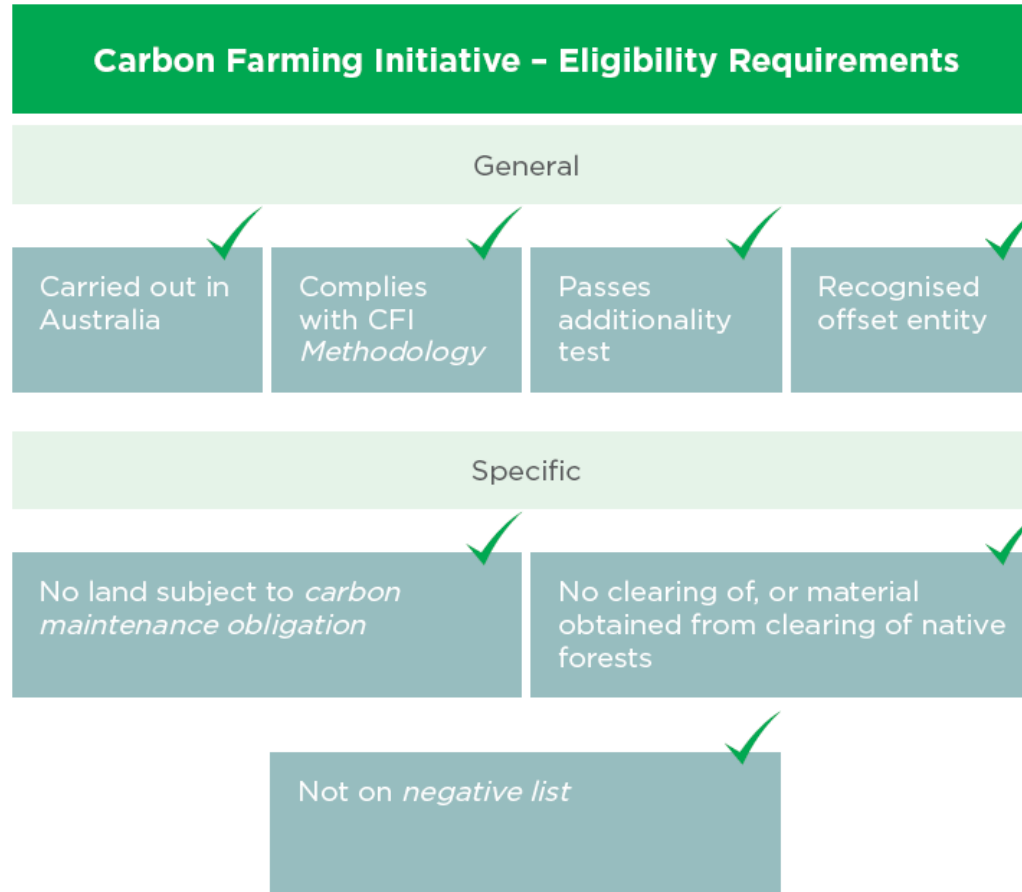 Carbon Farming Initiative – Eligibility Requirements
General
Carried out in
Australia
Complies
with CFI
Methodology
Passes
additionality
test
Recognised
offset entity
Specific
No land subject to carbon
maintenance obligation
No clearing of, or material
obtained from clearing of native
forests
Not on negative list